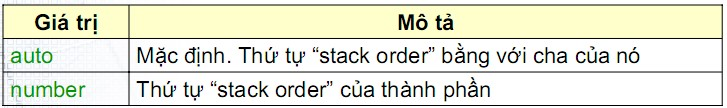 Giá trị Mô tả
auto Mặc định. Thứ tự “stack order” bằng với cha của nó
number Thứ tự “stack order” của thành phần